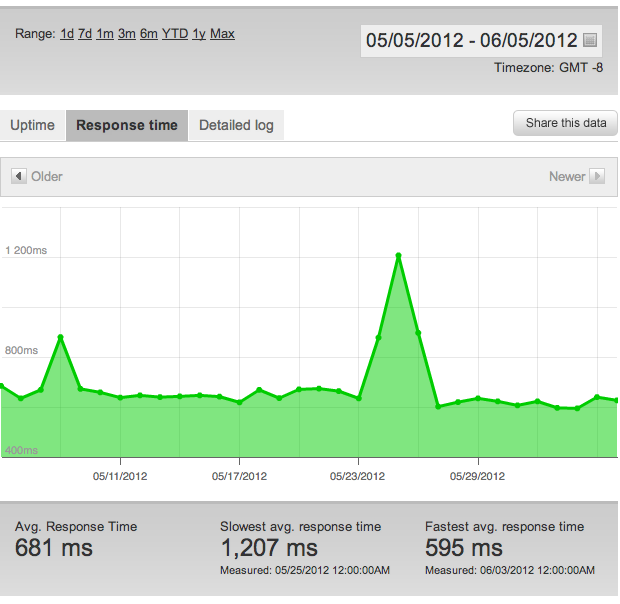 Range: 1d 7d 1m 3m 6m YTD 1y Max
05/05/2012 - 06/05/2012
Timezone: GMT -8
Uptime Response time Detailed log Share this data
Older Newer
1 200ms
800ms
400ms
05/11/2012 05/17/2012 05/23/2012 05/29/2012
Avg. Response Time Slowest avg. response time Fastest avg. response time
681 ms 1,207 ms 595 ms
Measured: 05/25/2012 12:00:00AM Measured: 06/03/2012 12:00:00AM